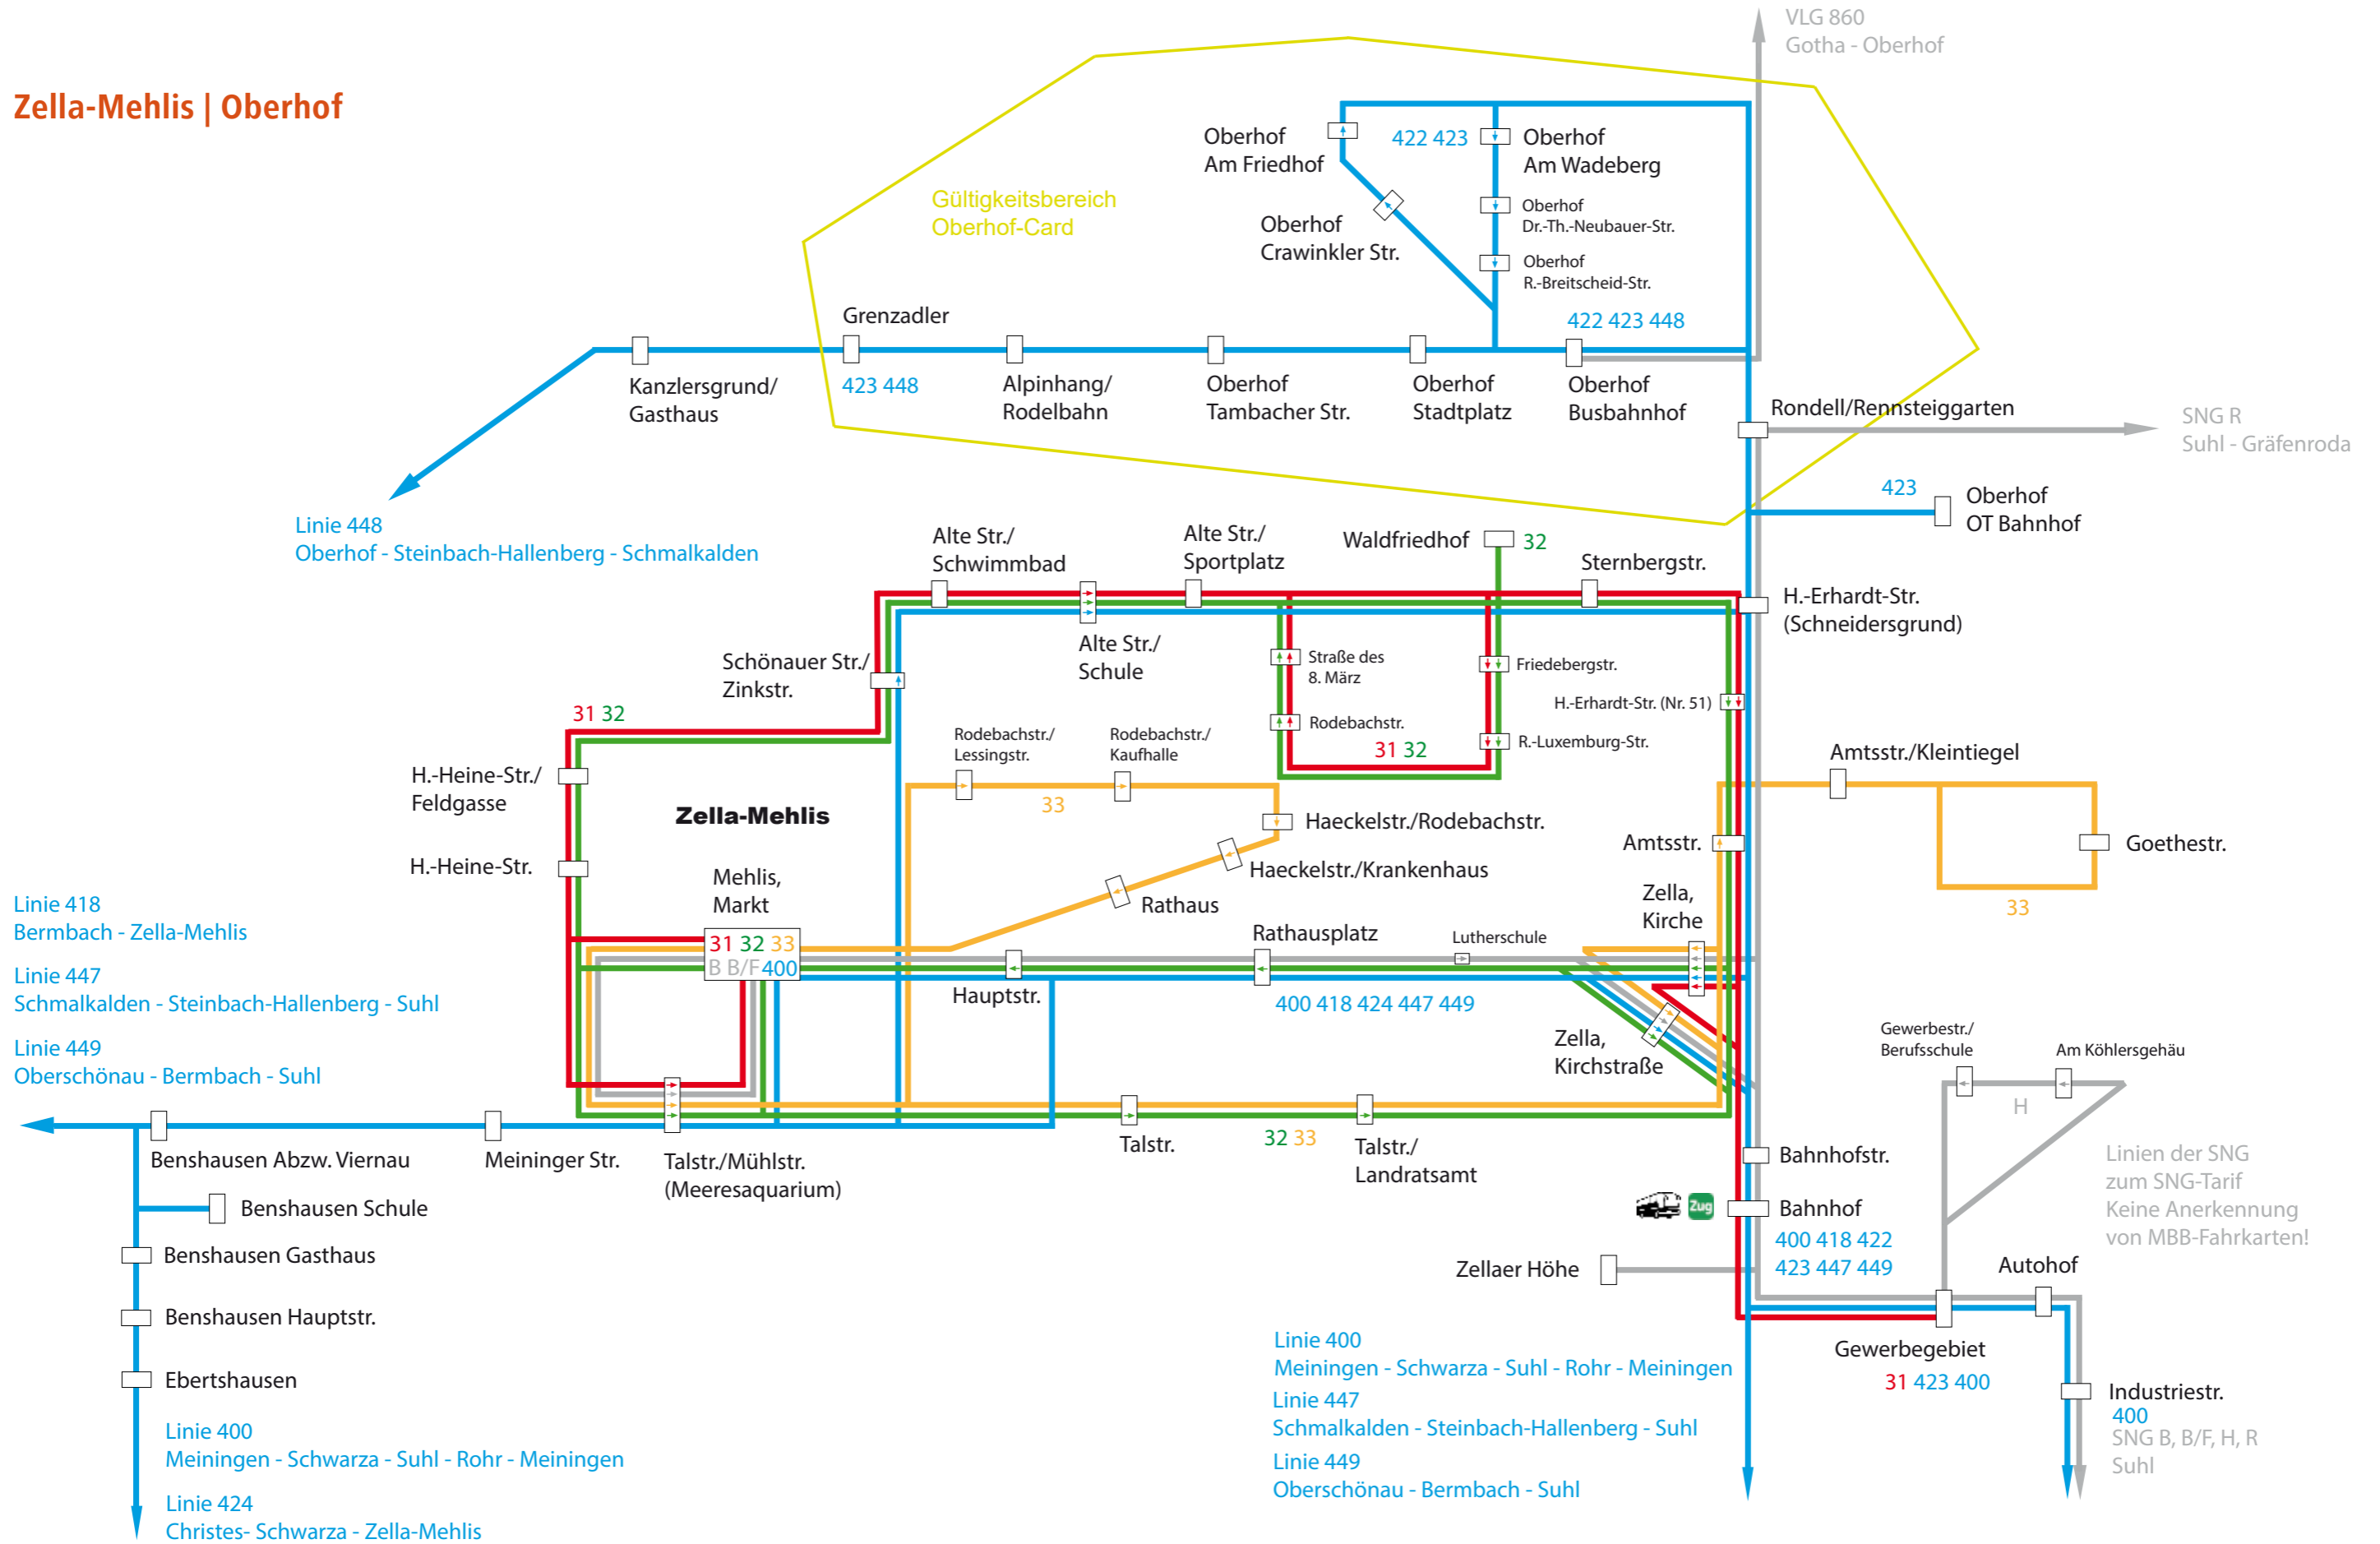 VLG 860
Gotha - Oberhof
Zella-Mehlis | Oberhof
Oberhof
Am Friedhof
422 423
Oberhof
Am Wadeberg
Gültigkeitsbereich
Oberhof-Card
Oberhof
Crawinkler Str.
Oberhof
Dr.-Th.-Neubauer-Str.
Oberhof
R.-Breitscheid-Str.
Grenzadler
422 423 448
Kanzlersgrund/
Gasthaus
423 448
Alpinhang/
Rodelbahn
Oberhof
Tambacher Str.
Oberhof
Stadtplatz
Oberhof
Busbahnhof
Rondell/Rennsteiggarten
SNG R
Suhl - Gräfenroda
423
Oberhof
OT Bahnhof
Linie 448
Oberhof - Steinbach-Hallenberg - Schmalkalden
Alte Str./
Schwimmbad
Alte Str./
Sportplatz
Waldfriedhof
32
Sternbergstr.
H.-Erhardt-Str.
(Schneidersgrund)
Alte Str./
Schule
Schönauer Str./
Zinkstr.
Straße des
8. März
Friedebergstr.
H.-Erhardt-Str. (Nr. 51)
31 32
Rodebachstr./
Lessingstr.
Rodebachstr./
Kaufhalle
Rodebachstr.
31 32
R.-Luxemburg-Str.
Amtsstr./Kleintiegel
H.-Heine-Str./
Feldgasse
33
Zella-Mehlis
Haeckelstr./Rodebachstr.
Amtsstr.
Goethestr.
H.-Heine-Str.
Haeckelstr./Krankenhaus
Mehlis,
Markt
Rathaus
Zella,
Kirche
33
Linie 418
Bermbach - Zella-Mehlis
31 32 33
B B/F 400
Rathausplatz
Lutherschule
Linie 447
Schmalkalden - Steinbach-Hallenberg - Suhl
Hauptstr.
400 418 424 447 449
Linie 449
Oberschönau - Bermbach - Suhl
Zella,
Kirchstraße
Gewerbestr./
Berufsschule
Am Köhlersgehäu
H
Benshausen Abzw. Viernau
Meininger Str.
Talstr./Mühlstr.
(Meeresaquarium)
Talstr.
32 33
Talstr./
Landratsamt
Bahnhofstr.
Linien der SNG
zum SNG-Tarif
Keine Anerkennung
von MBB-Fahrkarten!
Benshausen Schule
Zug
Bahnhof
400 418 422
423 447 449
Benshausen Gasthaus
Zellaer Höhe
Autohof
Benshausen Hauptstr.
Gewerbegebiet
31 423 400
Linie 400
Meiningen - Schwarza - Suhl - Rohr - Meiningen
Linie 447
Schmalkalden - Steinbach-Hallenberg - Suhl
Linie 449
Oberschönau - Bermbach - Suhl
Ebertshausen
Industriestr.
400
SNG B, B/F, H, R
Suhl
Linie 400
Meiningen - Schwarza - Suhl - Rohr - Meiningen
Linie 424
Christes- Schwarza - Zella-Mehlis